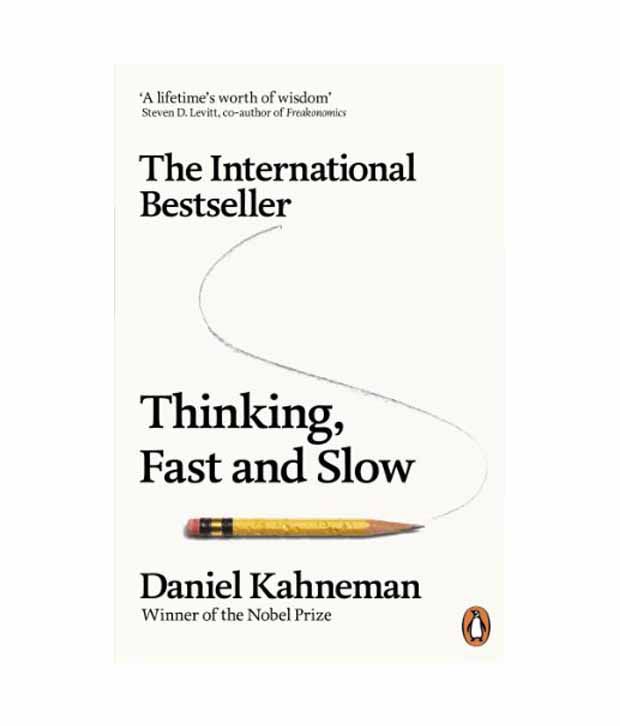 ‘A lifetime’s worth of wisdom’
Steven D. Levitt, co-author of Freakonomics
The International
Bestseller
Thinking,
Fast and Slow
Daniel Kahneman
Winner of the Nobel Prize